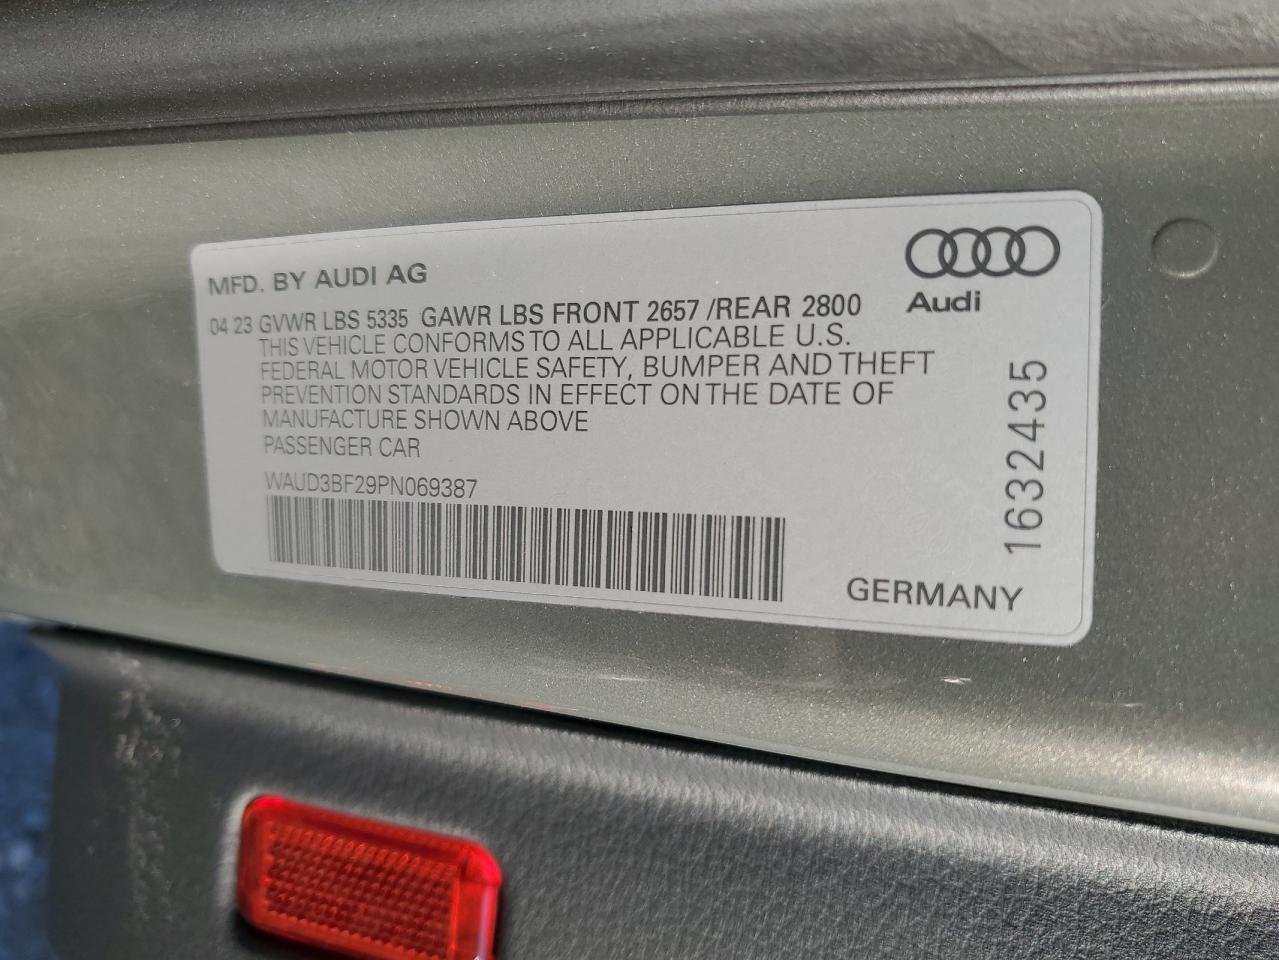 MFD. BY AUDI AG
Audi
04 23 GVWR LBS 5335 GAWR LBS FRONT 2657 /REAR 2800
THIS VEHICLE CONFORMS TO ALL APPLICABLE U.S.
FEDERAL MOTOR VEHICLE SAFETY, BUMPER AND THEFT
PREVENTION STANDARDS IN EFFECT ON THE DATE OF
MANUFACTURE SHOWN ABOVE
PASSENGER CAR
WAUD3BF29PN069387
1632435
GERMANY